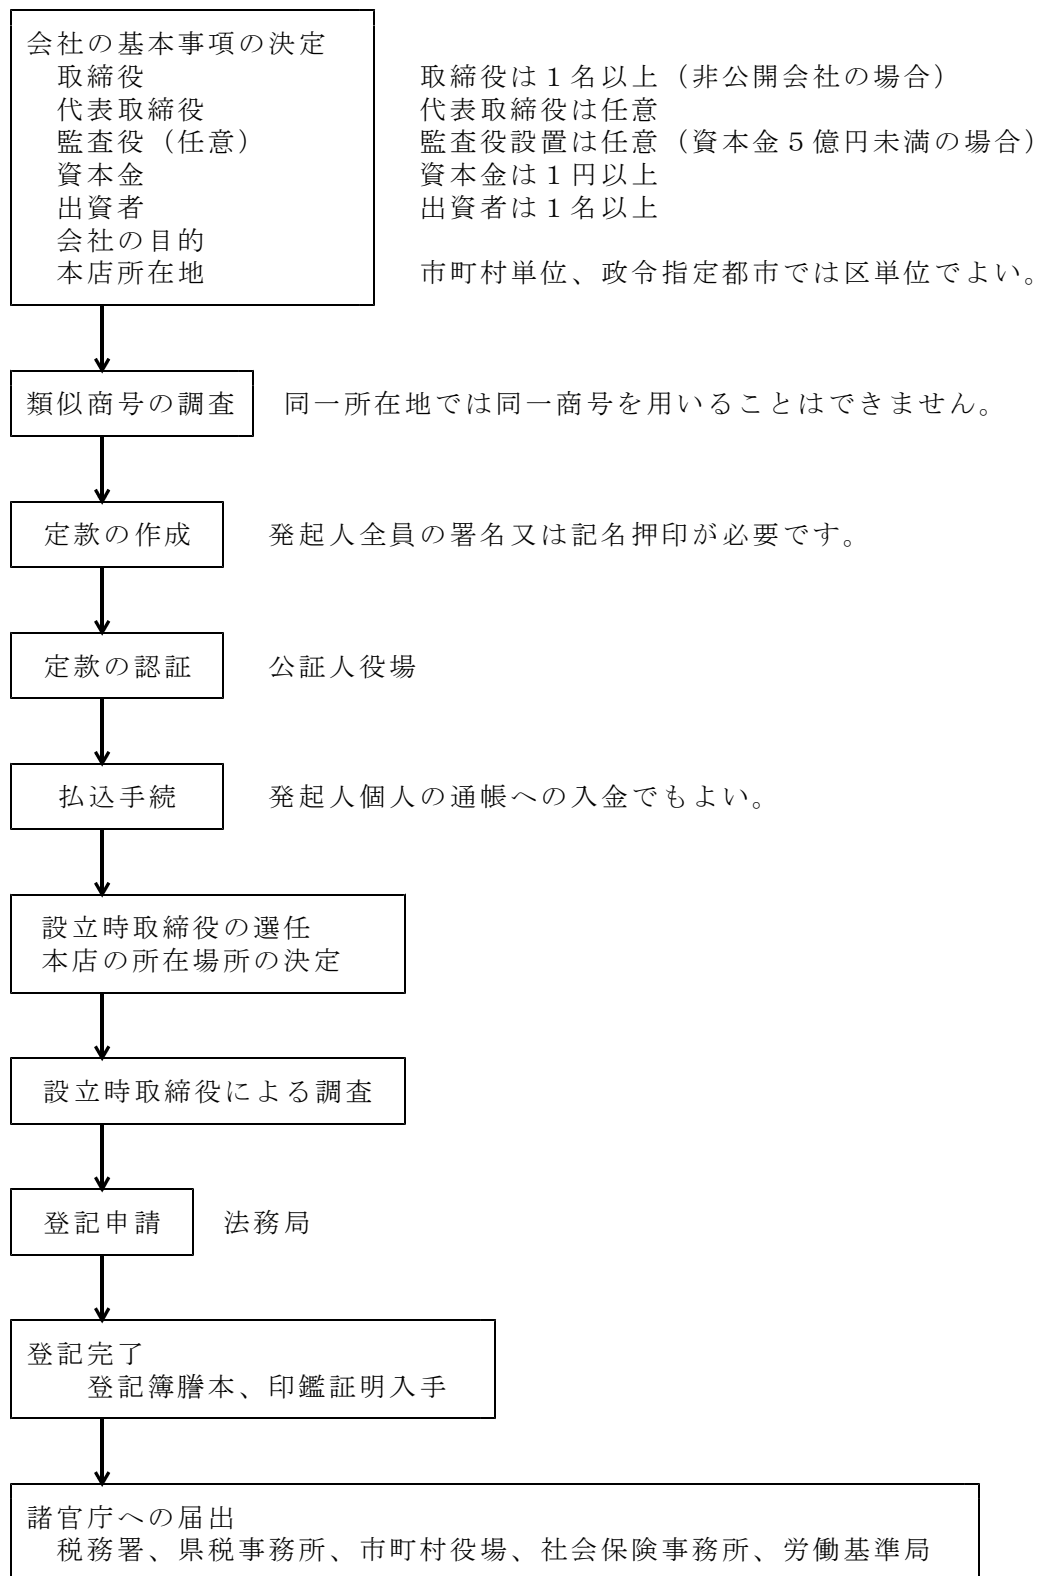 会社の基本事項の決定
取締役　取締役は１名以上（非公開会社の場合）
代表取締役　代表取締役は任意
監査役（任意）　監査役設置は任意（資本金５億円未満の場合）
資本金　資本金は１円以上
出資者　出資者は１名以上
会社の目的
本店所在地　市町村単位、政令指定都市では区単位でよい。
類似商号の調査　同一所在地では同一商号を用いることはできません。
定款の作成　発起人全員の署名又は記名押印が必要です。
定款の認証　公証人役場
払込手続　発起人個人の通帳への入金でもよい。
設立時取締役の選任
本店の所在場所の決定
設立時取締役による調査
登記申請　法務局
登記完了
登記簿謄本、印鑑証明入手
諸官庁への届出
税務署、県税事務所、市町村役場、社会保険事務所、労働基準局